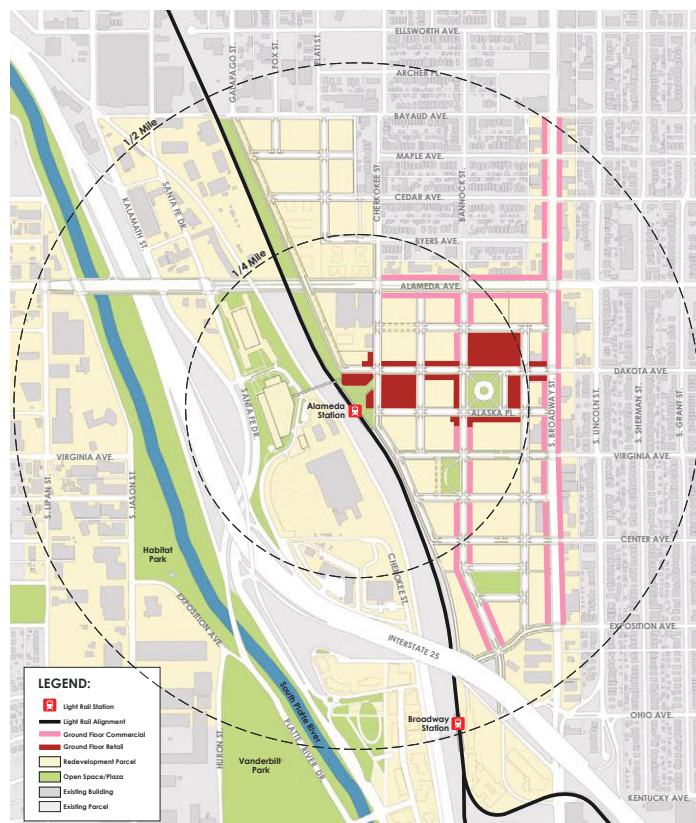 ELLSWORTH AVE.
GALAPAGO ST.
FOX ST.
ELATI ST.
ARCHER PL.
BAYAUD AVE.
1/2 Mile
MAPLE AVE.
CHERKOKEE ST.
BANNOCK ST.
SANTA FE DR.
KALAMATH ST.
CEDAR AVE.
BYERS AVE.
1/4 Mile
ALAMEDA AVE.
DAKOTA AVE.
SANTA FE DR.
Alameda
Station
ALASKA PL.
S. BROADWAY ST.
S. LINCOLN ST.
S. SHERMAN ST.
S. GRANT ST.
VIRGINIA AVE.
VIRGINIA AVE.
S. LIPAN ST.
S. JASON ST.
CENTER AVE.
Habitat
Park
CHEROKEE ST.
EXPOSITION AVE.
EXPOSITION AVE.
INTERSTATE 25
LEGEND:
Light Rail Station
Light Rail Alignment
Ground Floor Commercial
Ground Floor Retail
Redevelopment Parcel
Open Space/Plaza
Existing Building
Existing Parcel
South Platte River
PLATTE RIVER DR.
HURON ST.
Vanderbilt
Park
Broadway
Station
OHIO AVE.
KENTUCKY AVE.